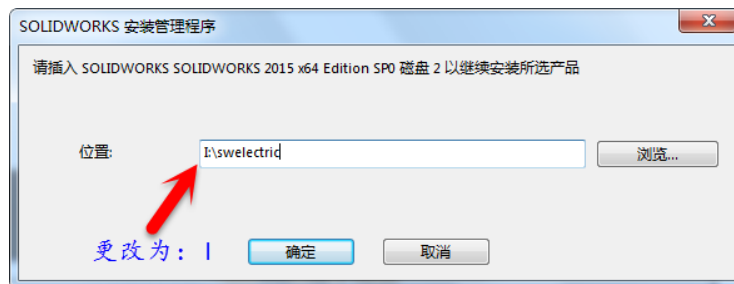 SOLIDWORKS 安装管理程序
请插入 SOLIDWORKS SOLIDWORKS 2015 x64 Edition SP0 磁盘 2 以继续安装所选产品
位置: I:\swelectric 浏览...
更改为：I 确定 取消